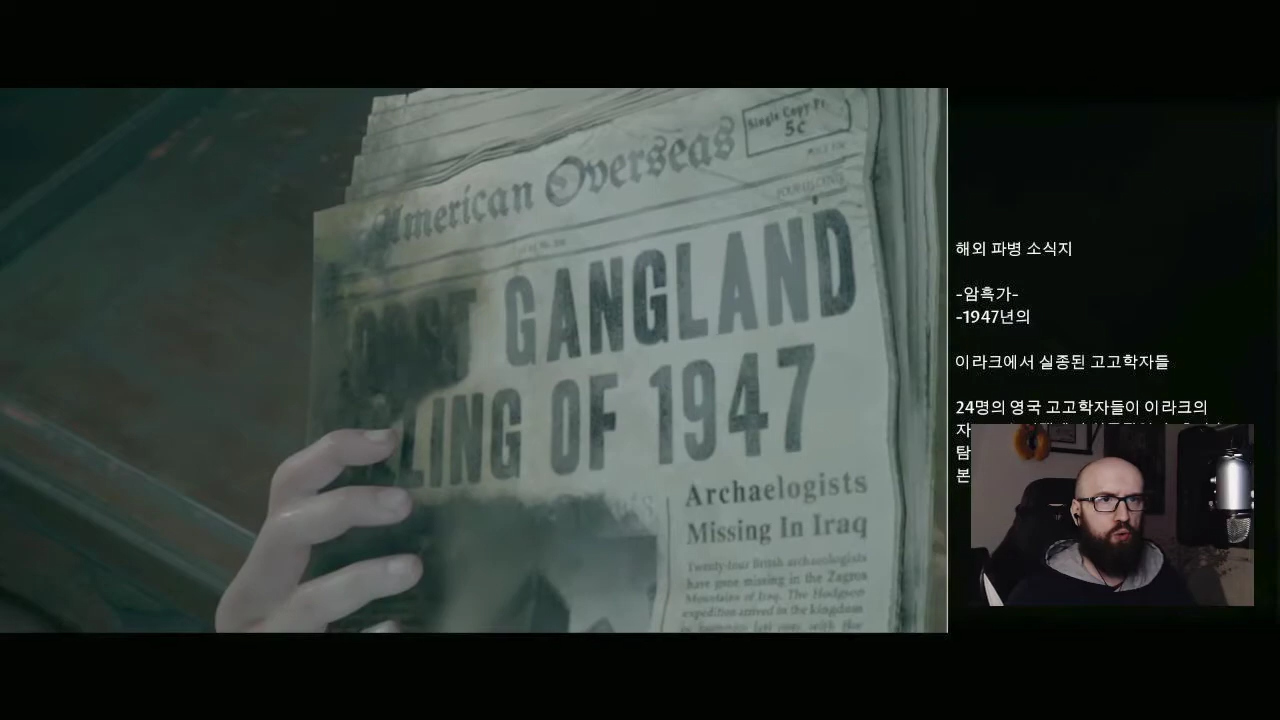 American Overseas
Single Copy Pr.
5¢
GANGLAND
LING OF 1947
Archaelogists
Missing In Iraq
Twenty-four British archaeologists
have gone missing in the Zagros
Mountains of Iraq. The Hodgson
expedition arrived in the kingdom
해외 파병 소식지
-암흑가-
-1947년의
이라크에서 실종된 고고학자들
24명의 영국 고고학자들이 이라크의
자
탐
본